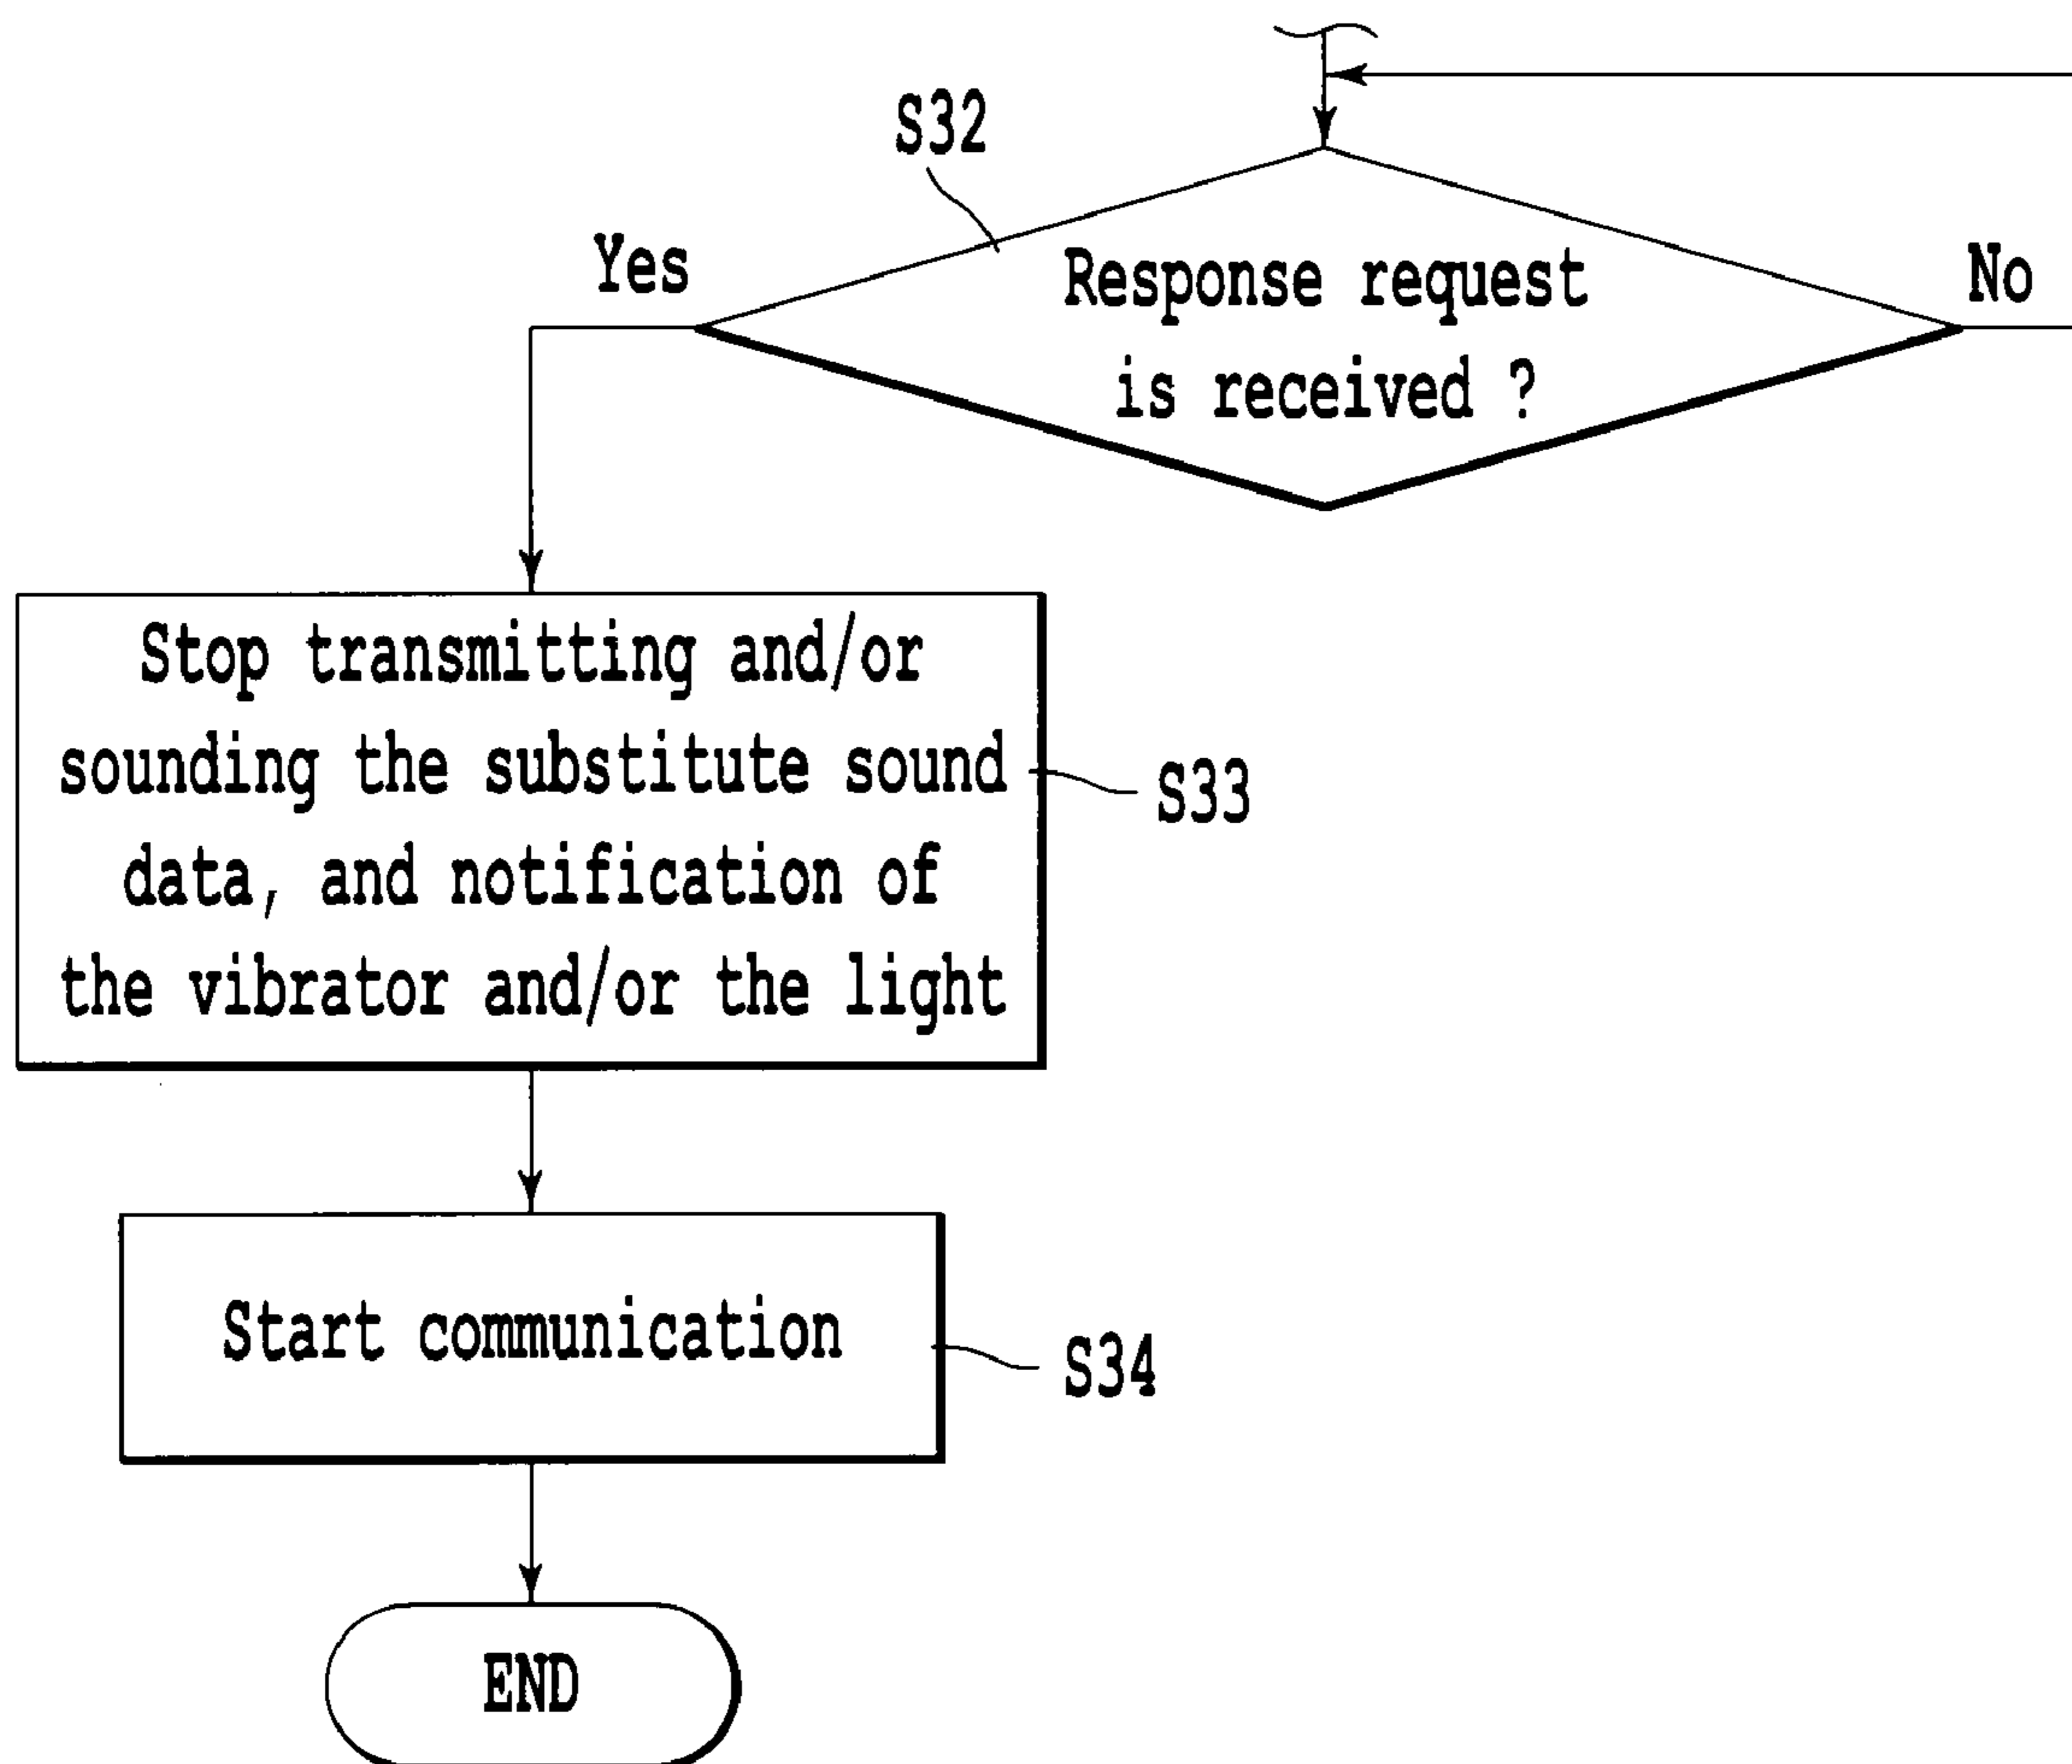 S32
Yes
Response request
is received ?
No
Stop transmitting and/or
sounding the substitute sound
data, and notification of
the vibrator and/or the light
S33
Start communication
S34
END